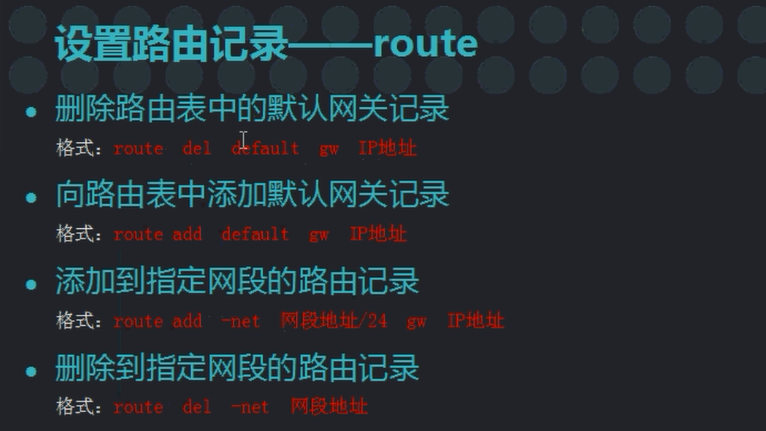 设置路由记录——route
删除路由表中的默认网关记录
格式：route del default gw IP地址
向路由表中添加默认网关记录
格式：route add default gw IP地址
添加到指定网段的路由记录
格式：route add -net 网段地址/24 gw IP地址
删除到指定网段的路由记录
格式：route del -net 网段地址